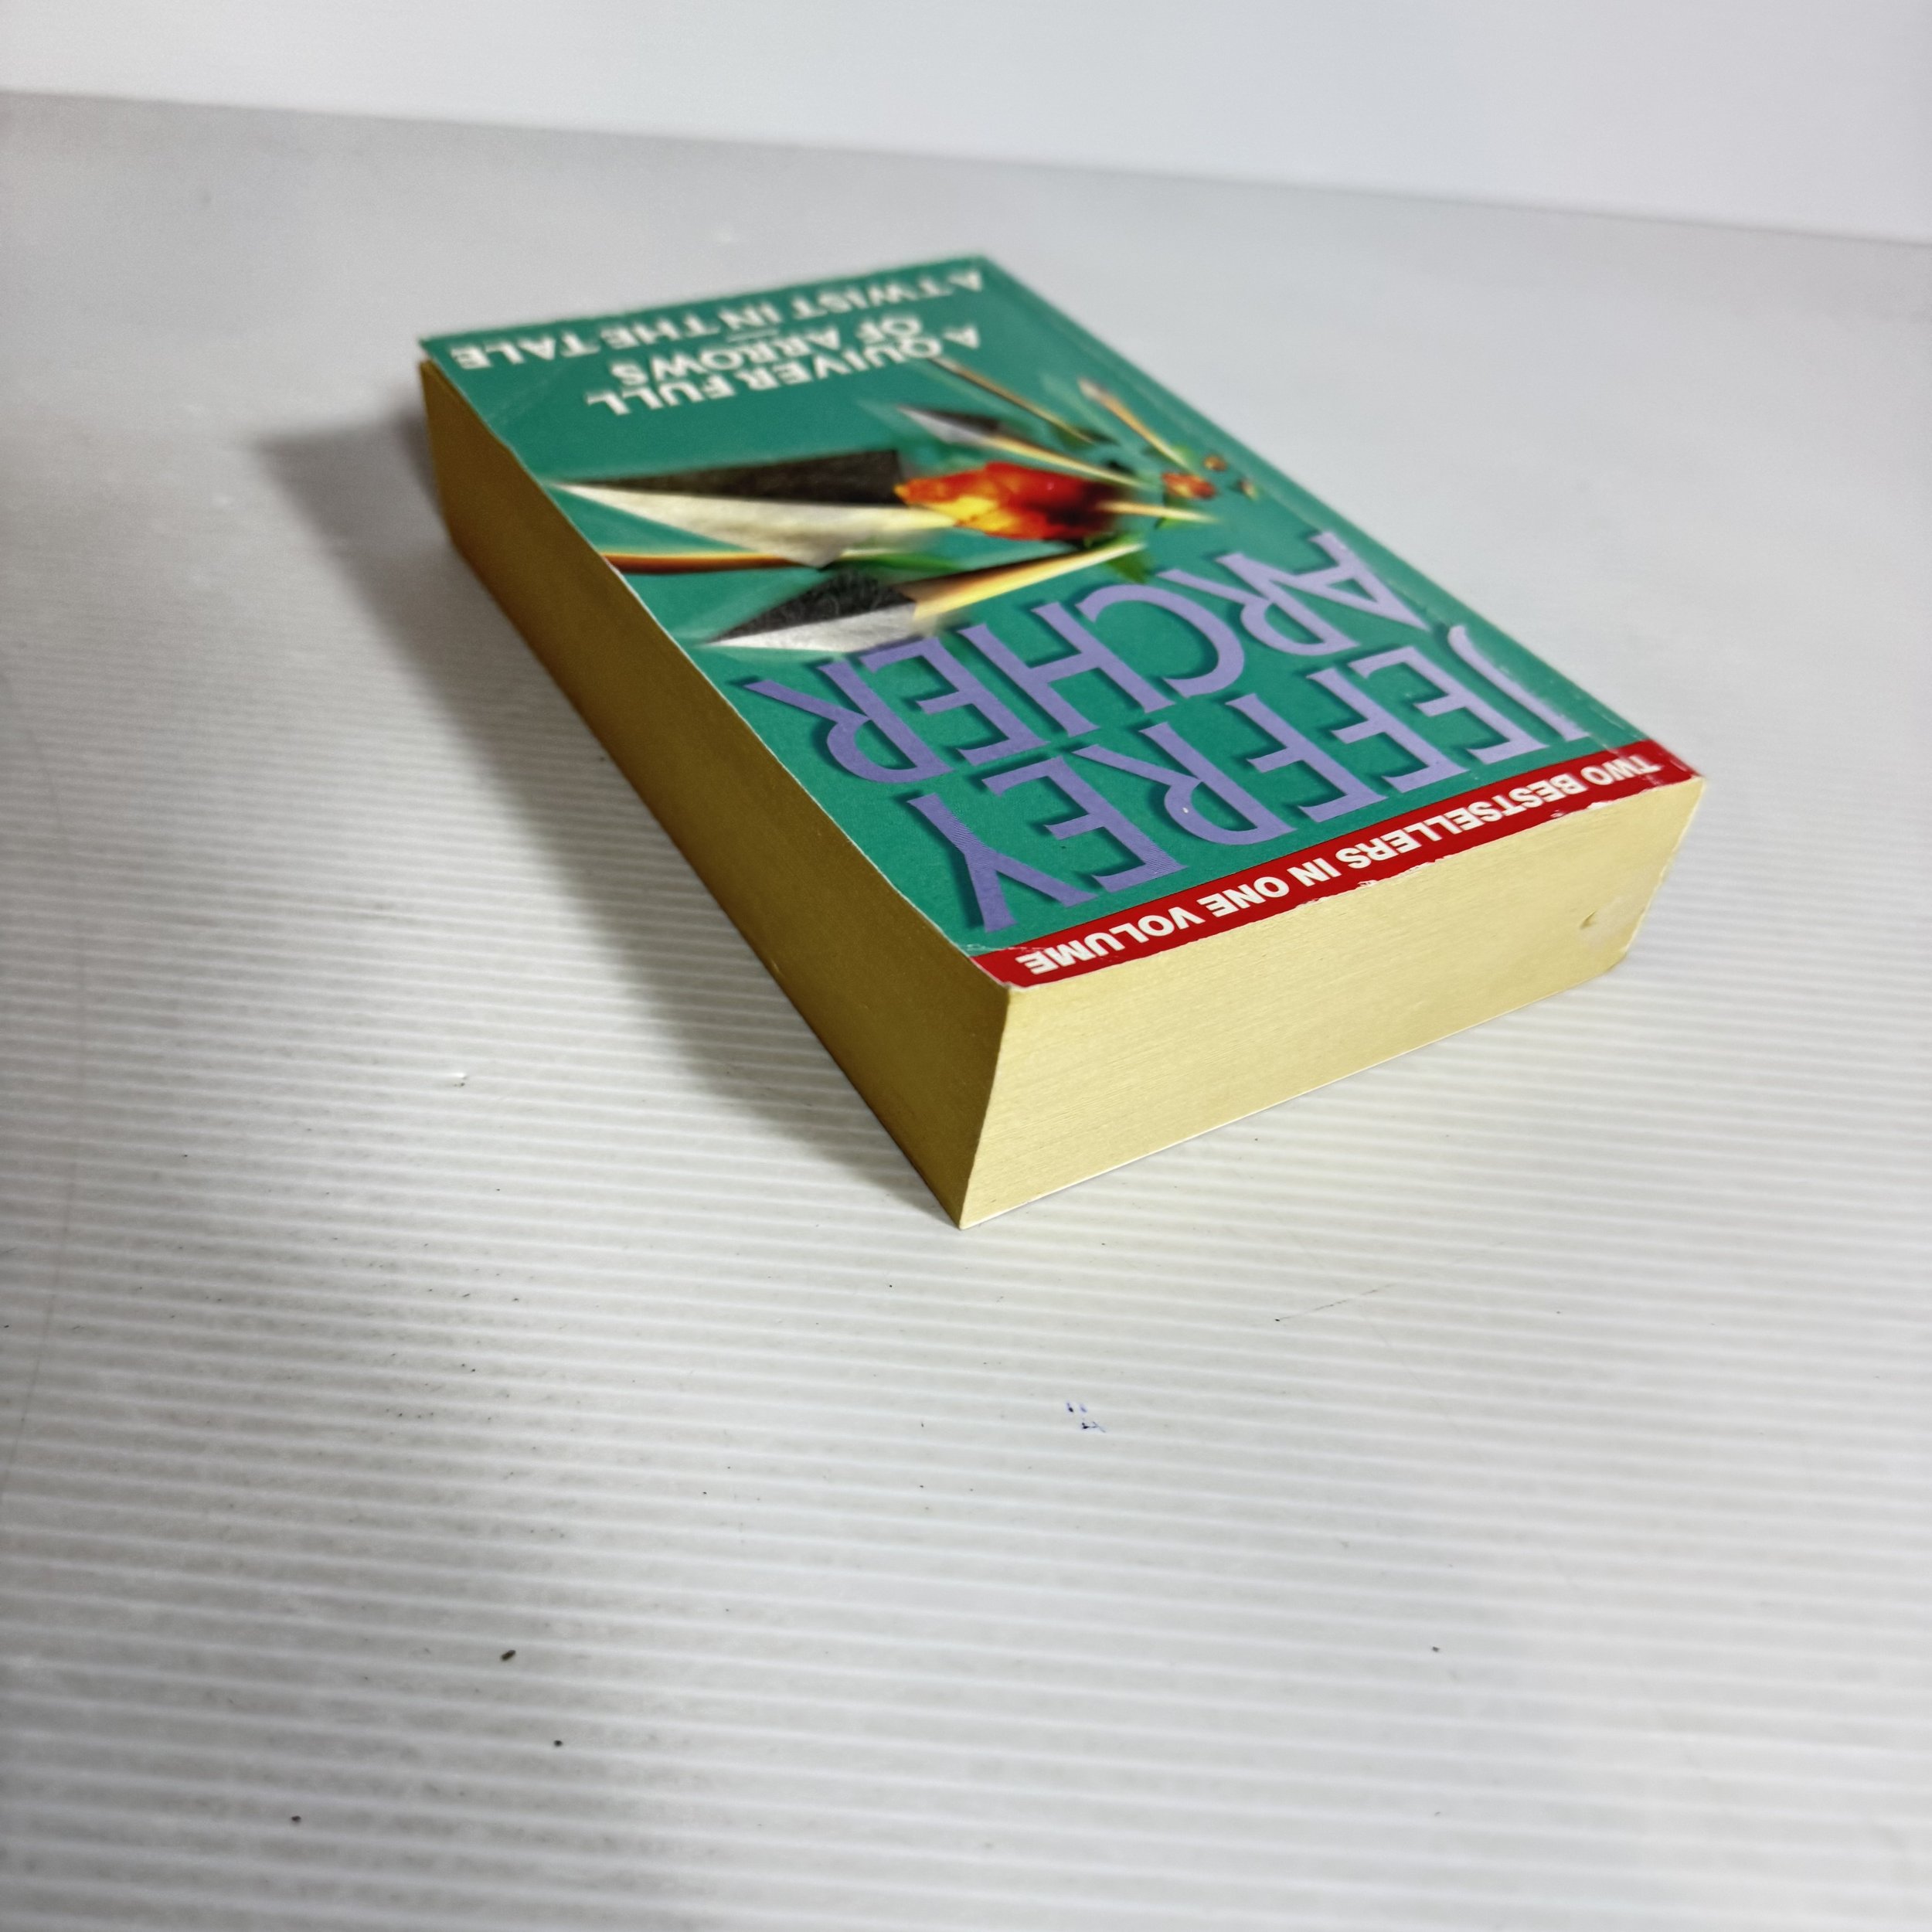 TWO BESTSELLERS IN ONE VOLUME
JEFFREY
ARCHER
A QUIVER FULL
OF ARROWS
A TWIST IN THE TALE